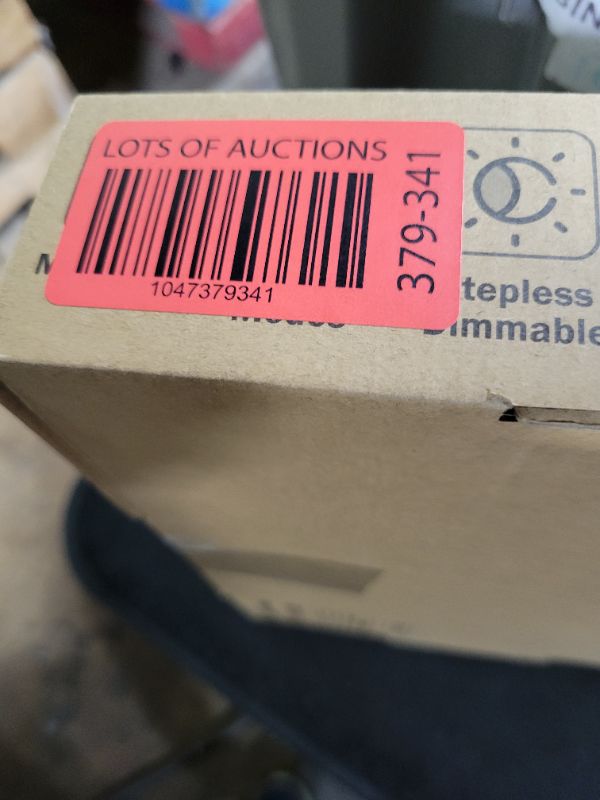 LOTS OF AUCTIONS
1047379341
379-341
M
tepless
Dimmable